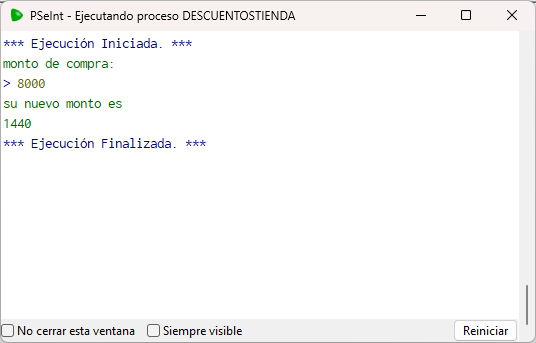 PSeInt - Ejecutando proceso DESCUENTOSTIENDA
*** Ejecución Iniciada. ***
monto de compra:
> 8000
su nuevo monto es
1440
*** Ejecución Finalizada. ***
No cerrar esta ventana Siempre visible Reiniciar